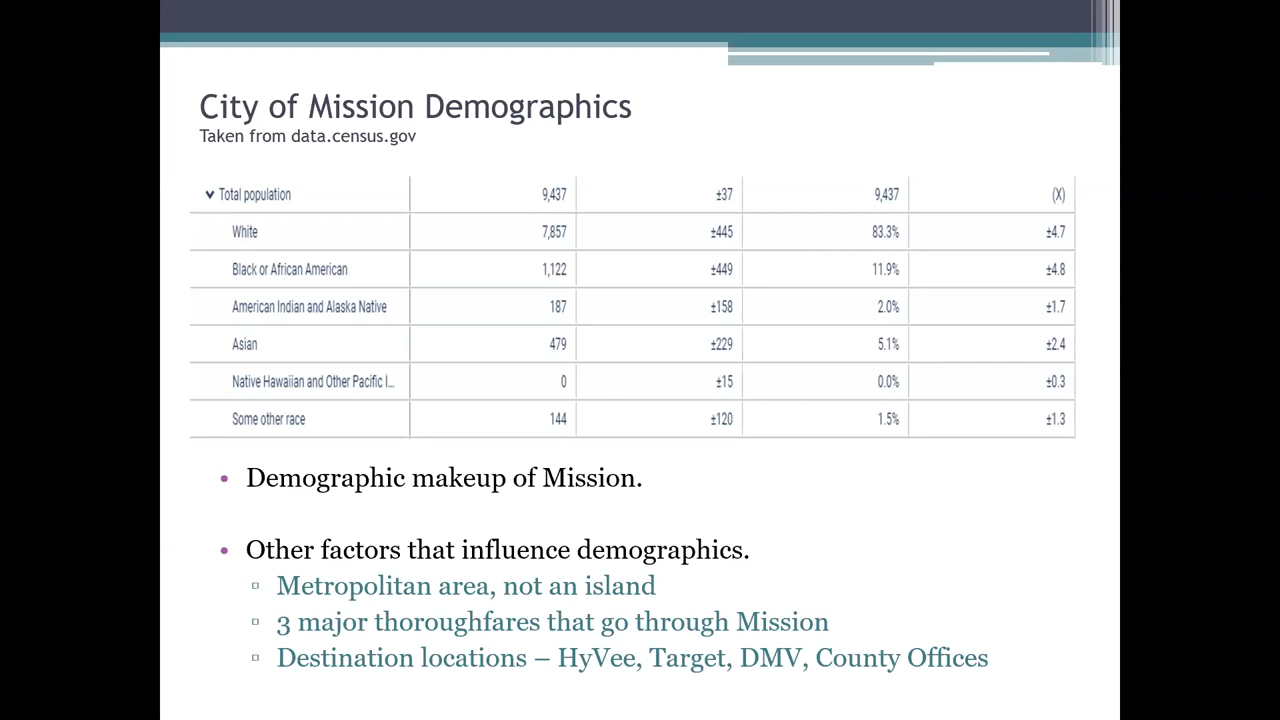 City of Mission Demographics
Taken from data.census.gov
Total population 9,437 ±37 9,437 (X)
White 7,857 ±445 83.3% ±4.7
Black or African American 1,122 ±449 11.9% ±4.8
American Indian and Alaska Native 187 ±158 2.0% ±1.7
Asian 479 ±229 5.1% ±2.4
Native Hawaiian and Other Pacific I... 0 ±15 0.0% ±0.3
Some other race 144 ±120 1.5% ±1.3
• Demographic makeup of Mission.
• Other factors that influence demographics.
▫ Metropolitan area, not an island
▫ 3 major thoroughfares that go through Mission
▫ Destination locations – HyVee, Target, DMV, County Offices